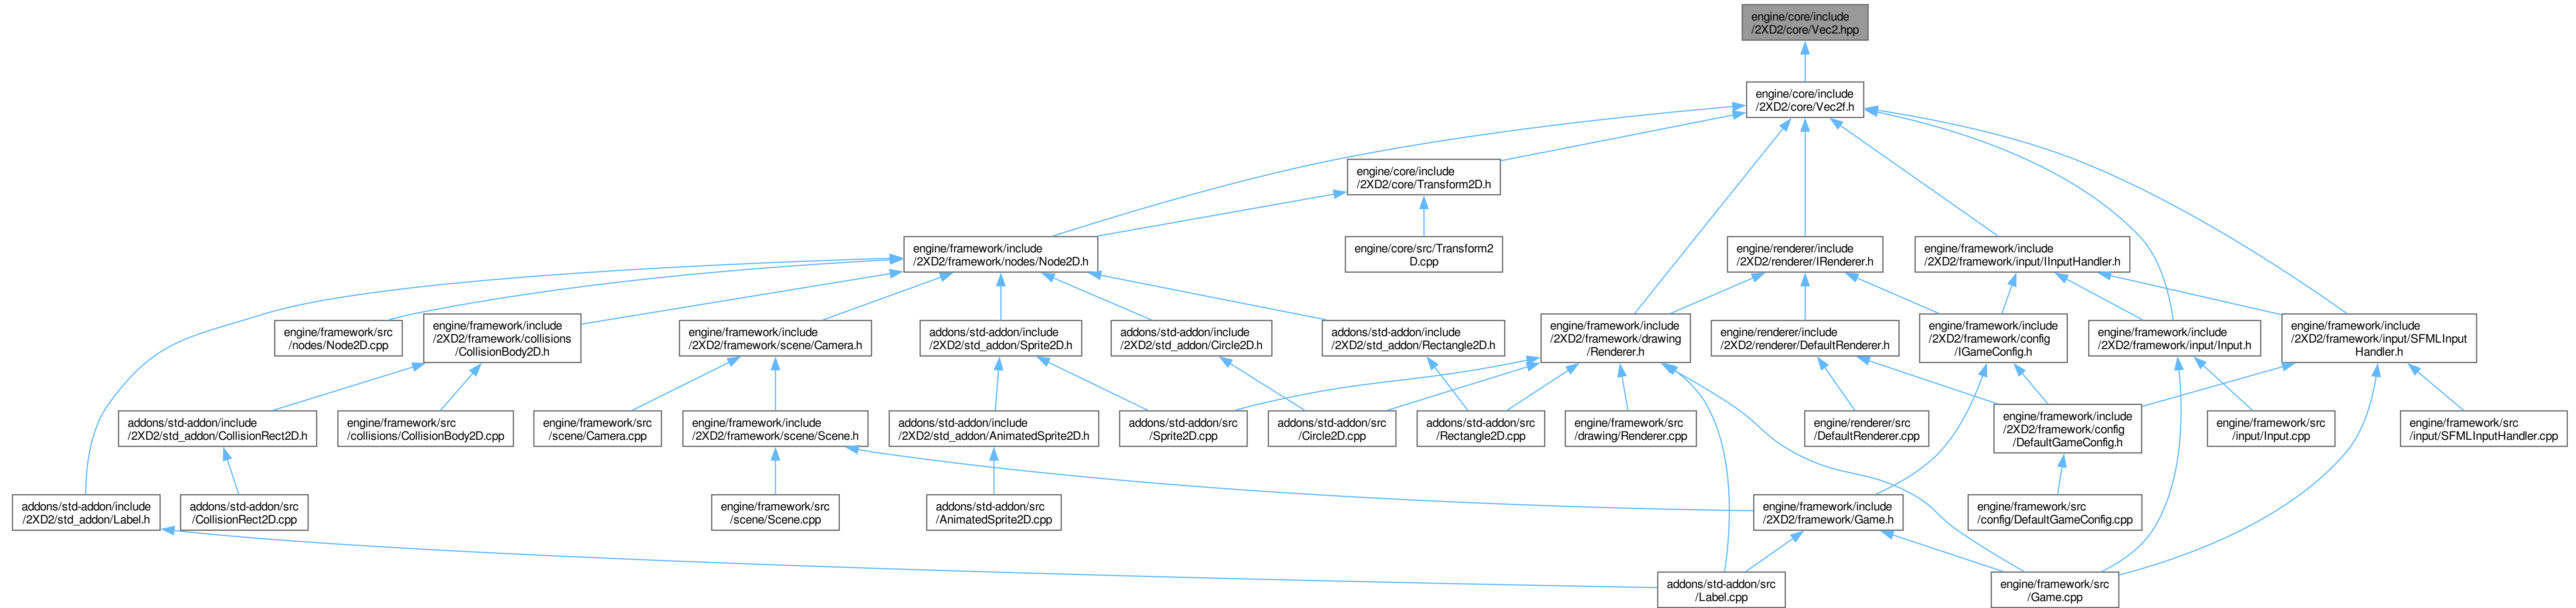 engine/core/include
/2XD2/core/Vec2.hpp
engine/core/include
/2XD2/core/Vec2f.h
engine/core/include
/2XD2/core/Transform2D.h
engine/framework/include
/2XD2/framework/nodes/Node2D.h
engine/core/src/Transform2
D.cpp
engine/renderer/include
/2XD2/renderer/IRenderer.h
engine/framework/include
/2XD2/framework/input/IInputHandler.h
engine/framework/src
/nodes/Node2D.cpp
engine/framework/include
/2XD2/framework/collisions
/CollisionBody2D.h
engine/framework/include
/2XD2/framework/scene/Camera.h
addons/std-addon/include
/2XD2/std_addon/Sprite2D.h
addons/std-addon/include
/2XD2/std_addon/Circle2D.h
addons/std-addon/include
/2XD2/std_addon/Rectangle2D.h
engine/framework/include
/2XD2/framework/drawing
/Renderer.h
engine/renderer/include
/2XD2/renderer/DefaultRenderer.h
engine/framework/include
/2XD2/framework/config
/IGameConfig.h
engine/framework/include
/2XD2/framework/input/Input.h
engine/framework/include
/2XD2/framework/input/SFMLInput
Handler.h
addons/std-addon/include
/2XD2/std_addon/CollisionRect2D.h
engine/framework/src
/collisions/CollisionBody2D.cpp
engine/framework/src
/scene/Camera.cpp
engine/framework/include
/2XD2/framework/scene/Scene.h
addons/std-addon/include
/2XD2/std_addon/AnimatedSprite2D.h
addons/std-addon/src
/Sprite2D.cpp
addons/std-addon/src
/Circle2D.cpp
addons/std-addon/src
/Rectangle2D.cpp
engine/framework/src
/drawing/Renderer.cpp
engine/renderer/src
/DefaultRenderer.cpp
engine/framework/include
/2XD2/framework/config
/DefaultGameConfig.h
engine/framework/src
/input/Input.cpp
engine/framework/src
/input/SFMLInputHandler.cpp
addons/std-addon/include
/2XD2/std_addon/Label.h
addons/std-addon/src
/CollisionRect2D.cpp
engine/framework/src
/scene/Scene.cpp
addons/std-addon/src
/AnimatedSprite2D.cpp
engine/framework/include
/2XD2/framework/Game.h
engine/framework/src
/config/DefaultGameConfig.cpp
addons/std-addon/src
/Label.cpp
engine/framework/src
/Game.cpp